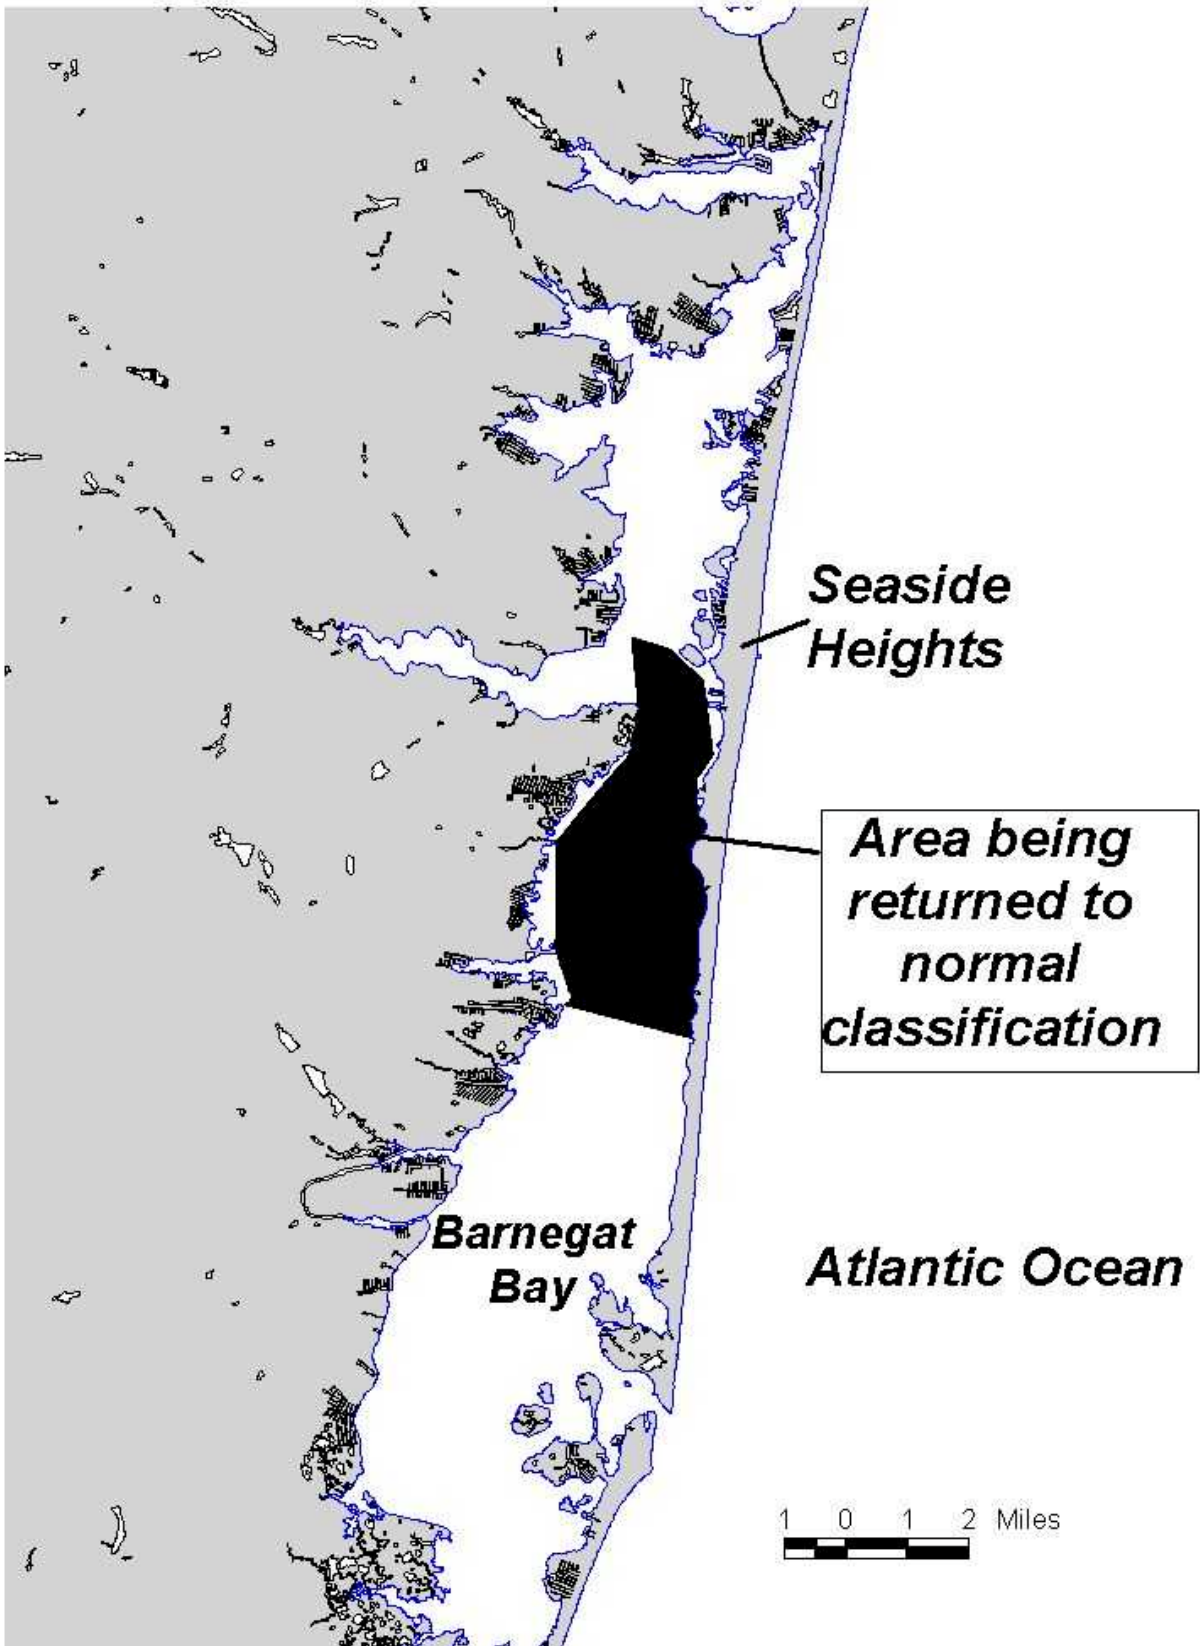 Seaside
Heights
Area being
returned to
normal
classification
Barnegat
Bay
Atlantic Ocean
1 0 1 2 Miles